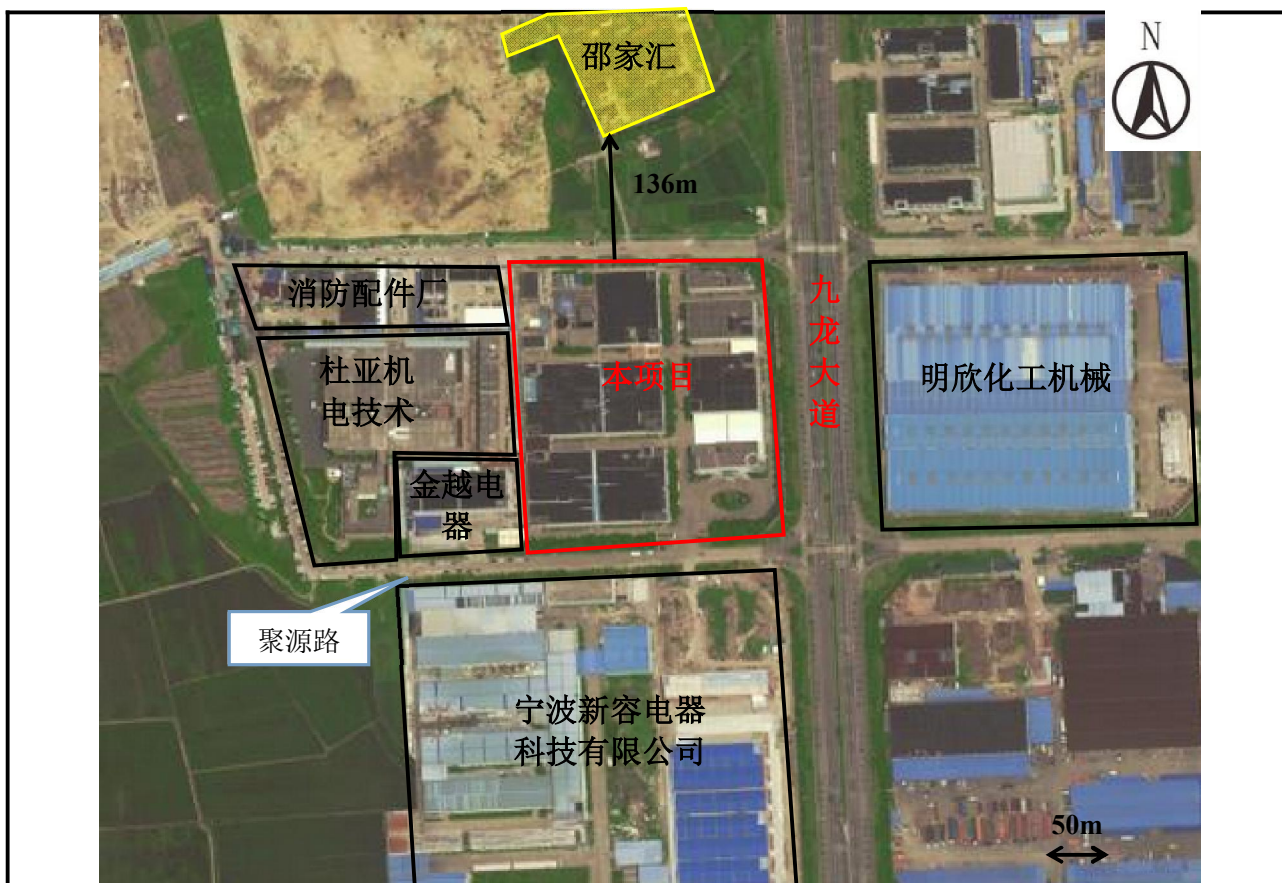 邵家汇
N
136m
消防配件厂
九龙大道
杜亚机
电技术
本项目
明欣化工机械
金越电
器
聚源路
宁波新容电器
科技有限公司
50m